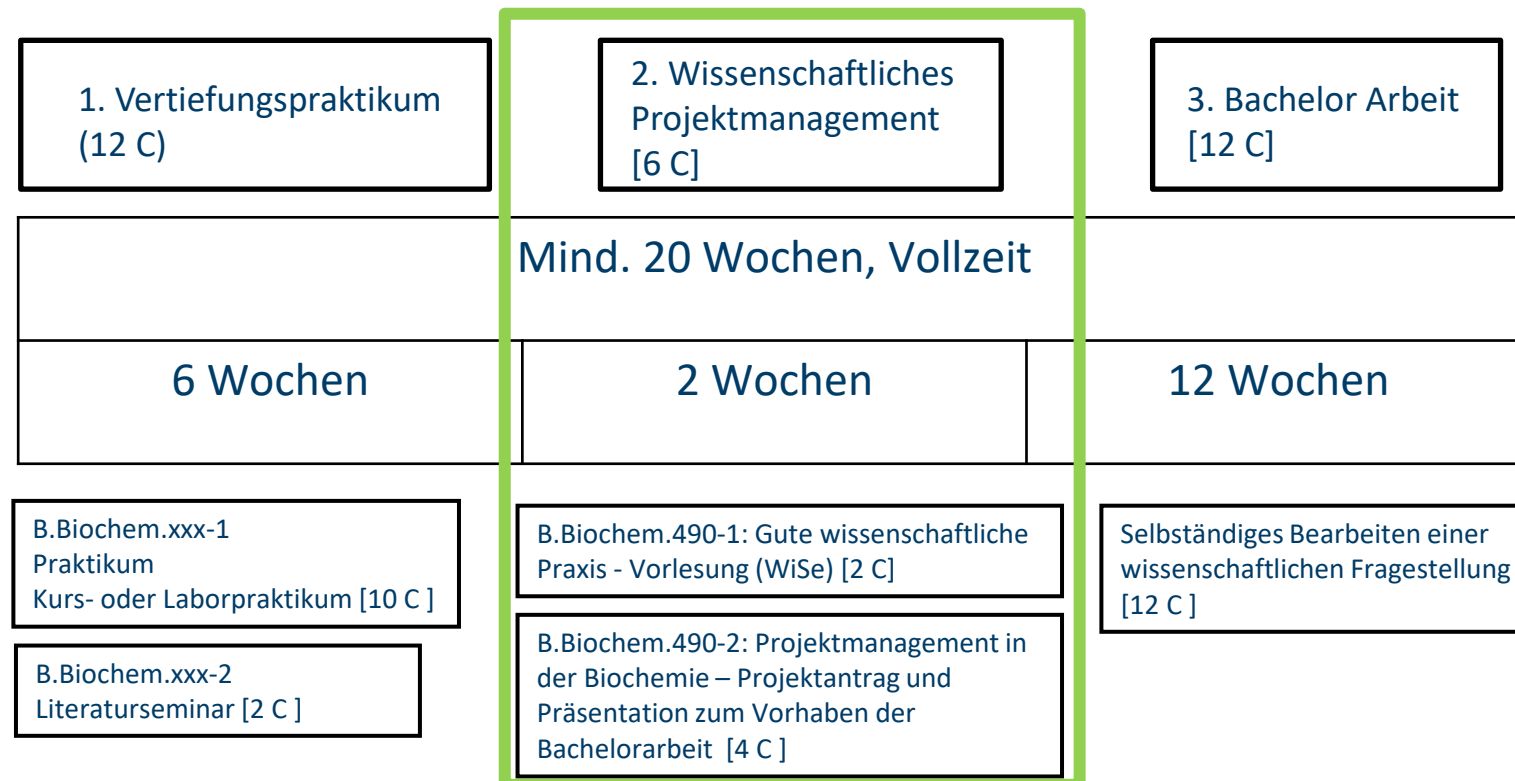 1. Vertiefungspraktikum
(12 C)
2. Wissenschaftliches
Projektmanagement
[6 C]
3. Bachelor Arbeit
[12 C]
Mind. 20 Wochen, Vollzeit
6 Wochen
2 Wochen
12 Wochen
B.Biochem.xxx-1
Praktikum
Kurs- oder Laborpraktikum [10 C ]
B.Biochem.xxx-2
Literaturseminar [2 C ]
B.Biochem.490-1: Gute wissenschaftliche
Praxis - Vorlesung (WiSe) [2 C]
B.Biochem.490-2: Projektmanagement in
der Biochemie – Projektantrag und
Präsentation zum Vorhaben der
Bachelorarbeit  [4 C ]
Selbständiges Bearbeiten einer
wissenschaftlichen Fragestellung
[12 C ]